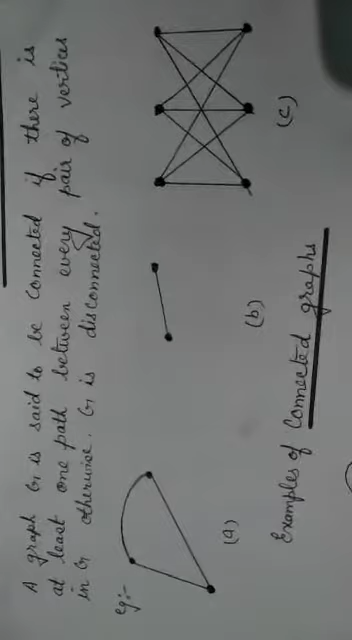 A graph G is said to be connected if there is
at least one path between every pair of vertices
in G otherwise. G is disconnected.
eg:-
(a)
(b)
(c)
Examples of Connected graphs